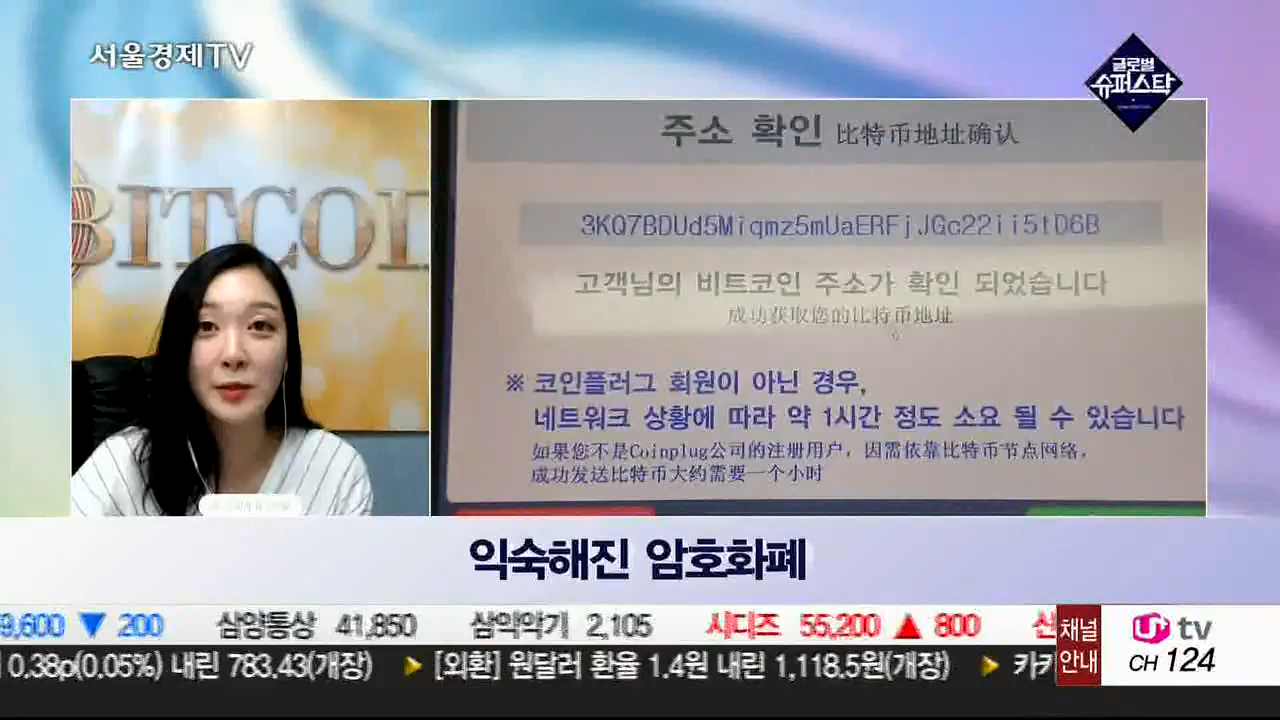 서울경제TV
글로벌
슈퍼스탁
BITCOIN
주소 확인 比特币地址确认
3KQ7BDUd5Miqmz5mUaERFjJGc22ii5tD6B
고객님의 비트코인 주소가 확인 되었습니다
成功获取您的比特币地址
※ 코인플러그 회원이 아닌 경우,
네트워크 상황에 따라 약 1시간 정도 소요 될 수 있습니다
如果您不是Coinplug公司的注册用户, 因需依靠比特币节点网络,
成功发送比特币大约需要一个小时
익숙해진 암호화폐
9,600 ▼ 200 삼양통상 41,850 삼익악기 2,105 시디즈 55,200 ▲ 800 신
0.38p(0.05%) 내린 783.43(개장) [외환] 원달러 환율 1.4원 내린 1,118.5원(개장) 카카
채널
안내
U+ tv
CH 124